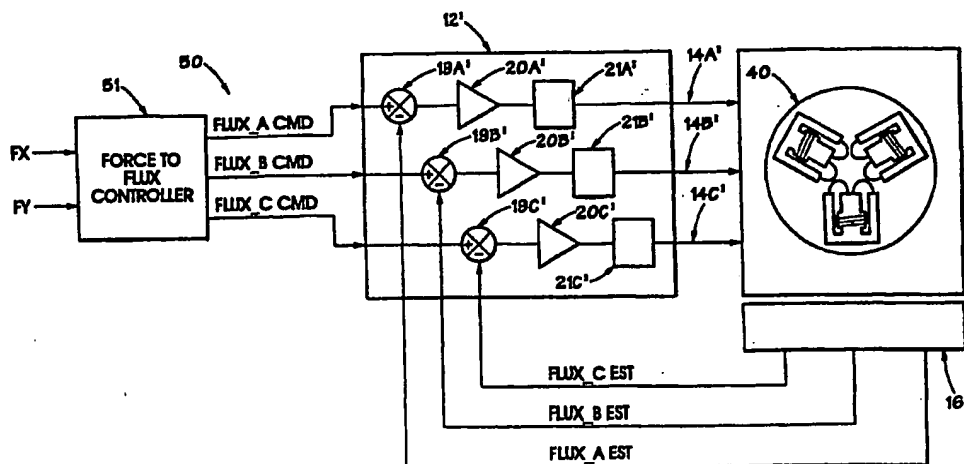 12'
16
50
51
19A'
20A'
21A'
14A'
40
FLUX_A CMD
19B'
20B'
21B'
14B'
FX
FORCE TO
FLUX
CONTROLLER
FLUX_B CMD
FY
FLUX_C CMD
19C'
20C'
14C'
21C'
FLUX_C EST
FLUX_B EST
FLUX_A EST
16